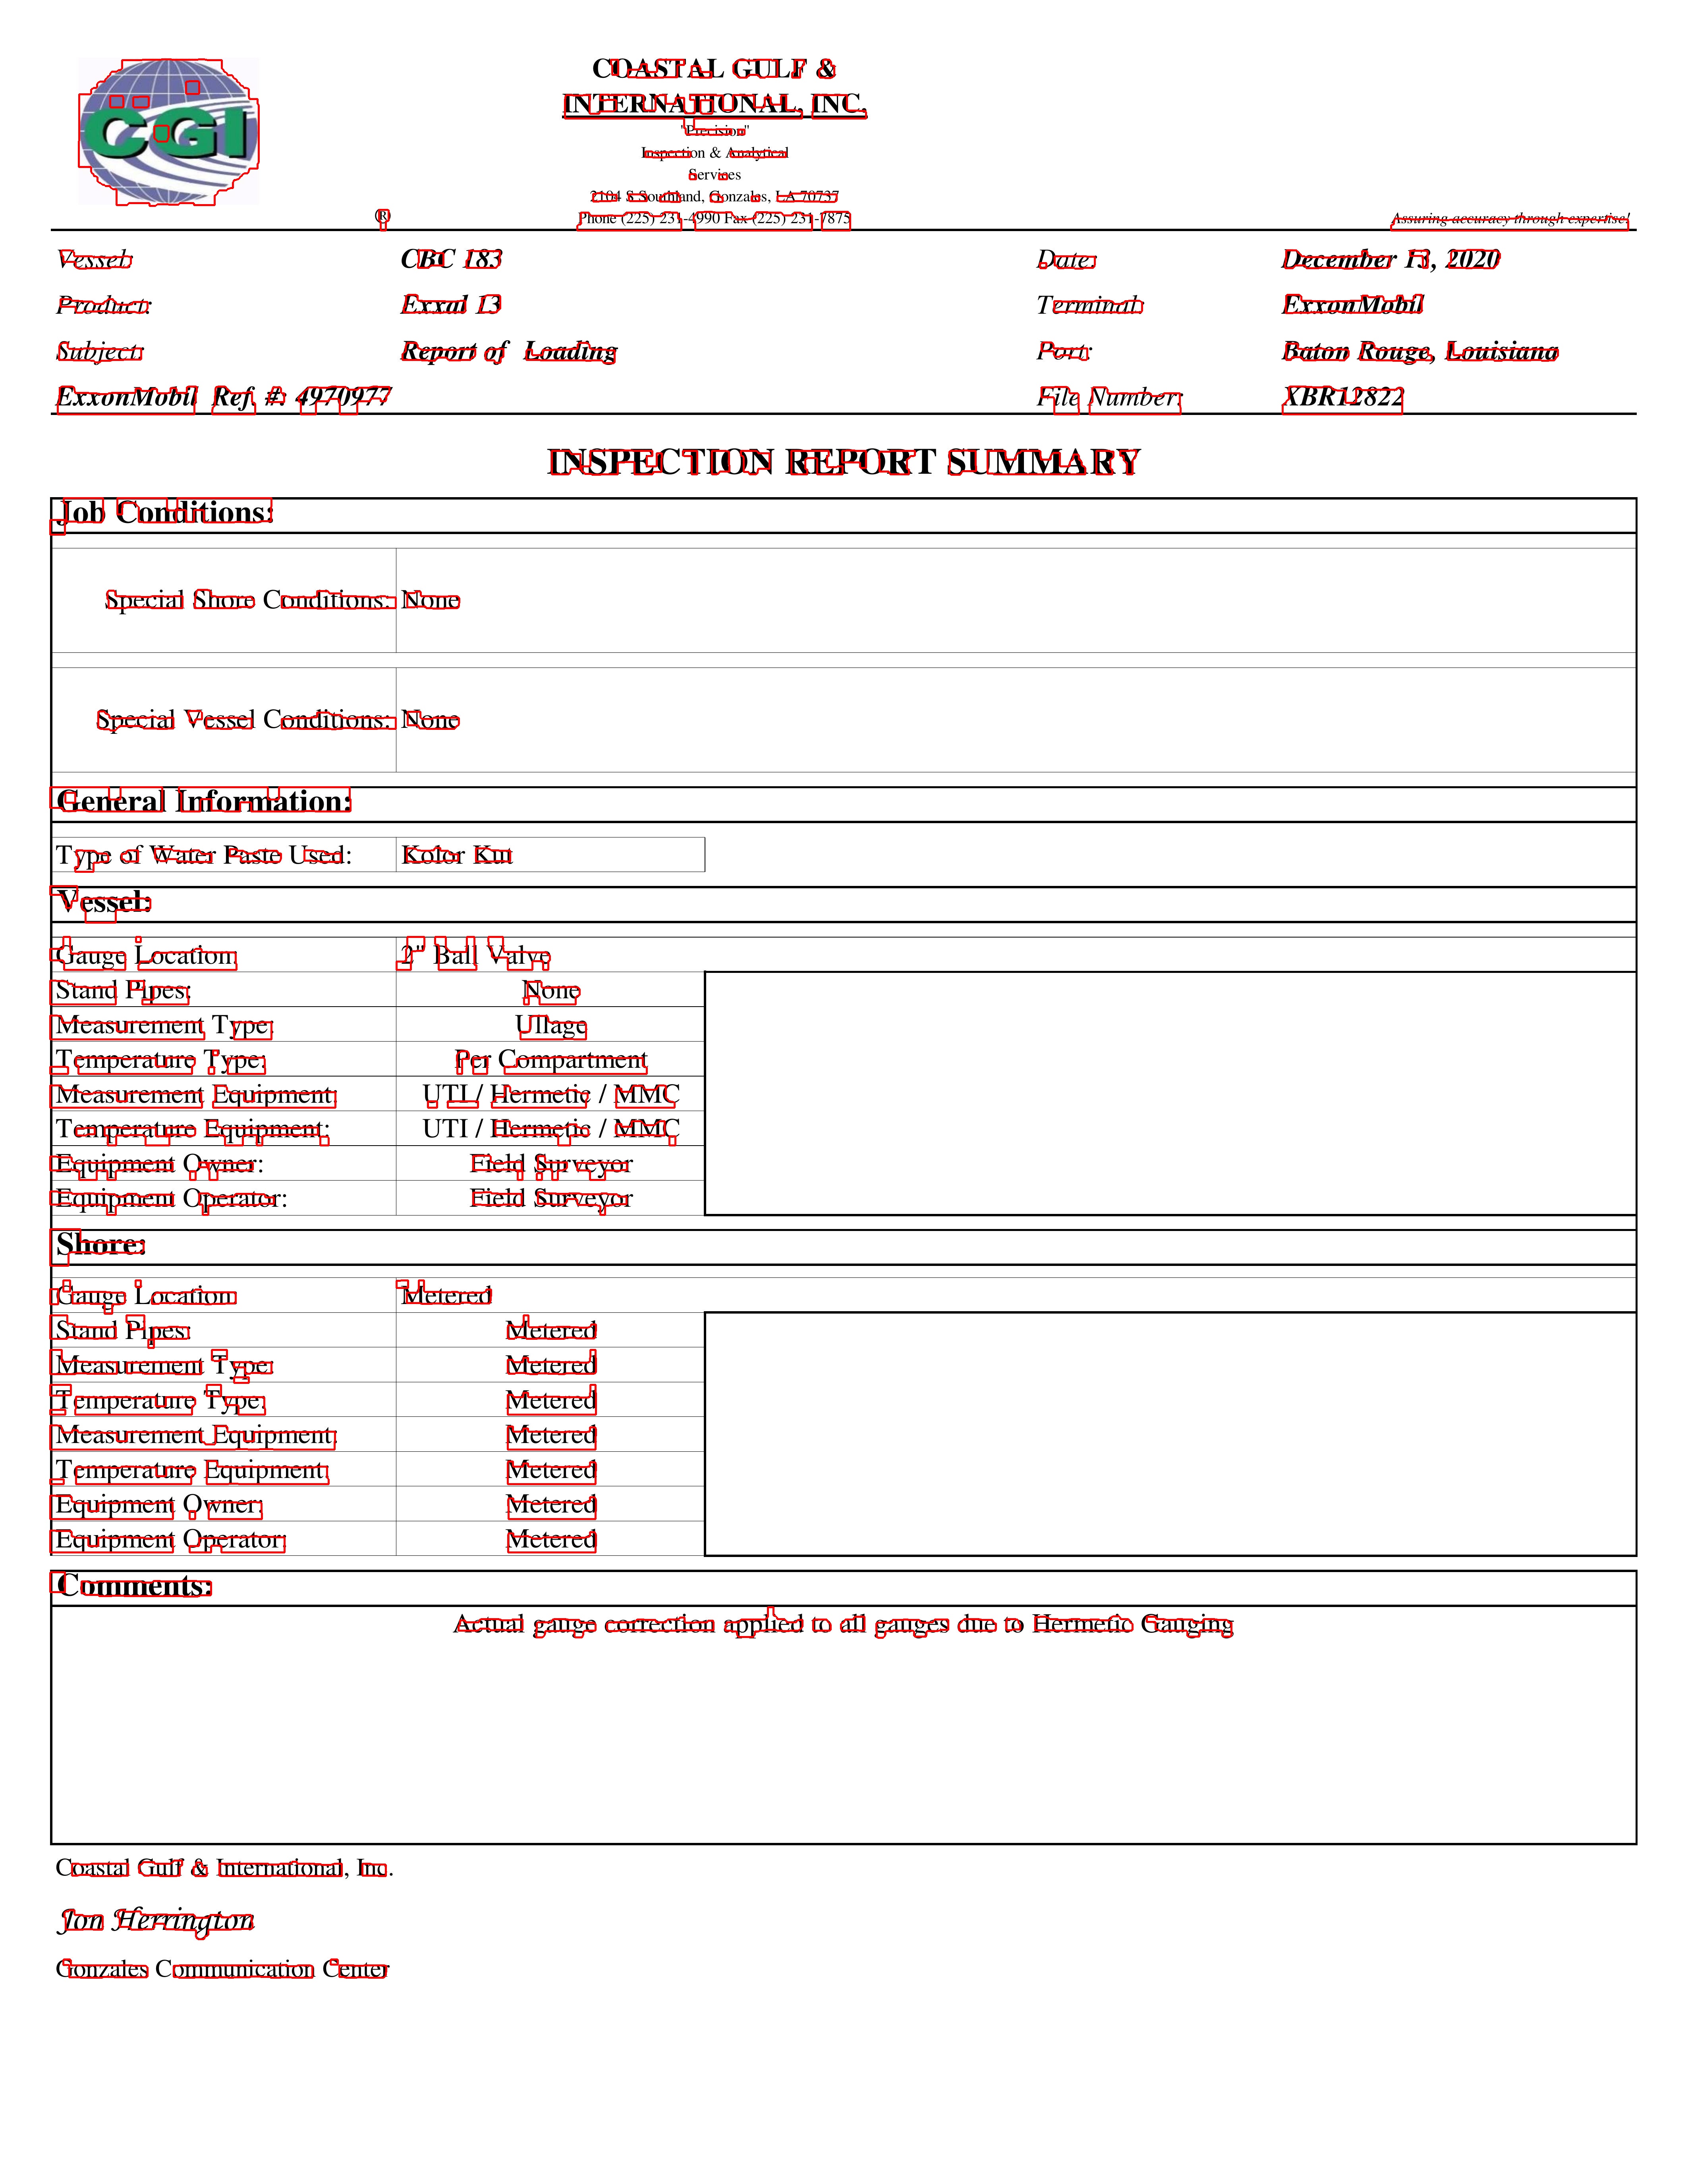 CGI
COASTAL GULF &
INTERNATIONAL, INC.
"Precision"
Inspection & Analytical
Services
2104 S Southland, Gonzales, LA 70737
® Phone (225) 231-4990 Fax (225) 231-7875 Assuring accuracy through expertise!
Vessel: CBC 183 Date: December 13, 2020
Product: Exxal 13 Terminal: ExxonMobil
Subject: Report of Loading Port: Baton Rouge, Louisiana
ExxonMobil Ref. #: 4970977 File Number: XBR12822
INSPECTION REPORT SUMMARY
Job Conditions:
Special Shore Conditions: None
Special Vessel Conditions: None
General Information:
Type of Water Paste Used: Kolor Kut
Vessel:
Gauge Location: 2" Ball Valve
Stand Pipes: None
Measurement Type: Ullage
Temperature Type: Per Compartment
Measurement Equipment: UTI / Hermetic / MMC
Temperature Equipment: UTI / Hermetic / MMC
Equipment Owner: Field Surveyor
Equipment Operator: Field Surveyor
Shore:
Gauge Location: Metered
Stand Pipes: Metered
Measurement Type: Metered
Temperature Type: Metered
Measurement Equipment: Metered
Temperature Equipment: Metered
Equipment Owner: Metered
Equipment Operator: Metered
Comments:
Actual gauge correction applied to all gauges due to Hermetic Gauging
Coastal Gulf & International, Inc.
Jon Herrington
Gonzales Communication Center